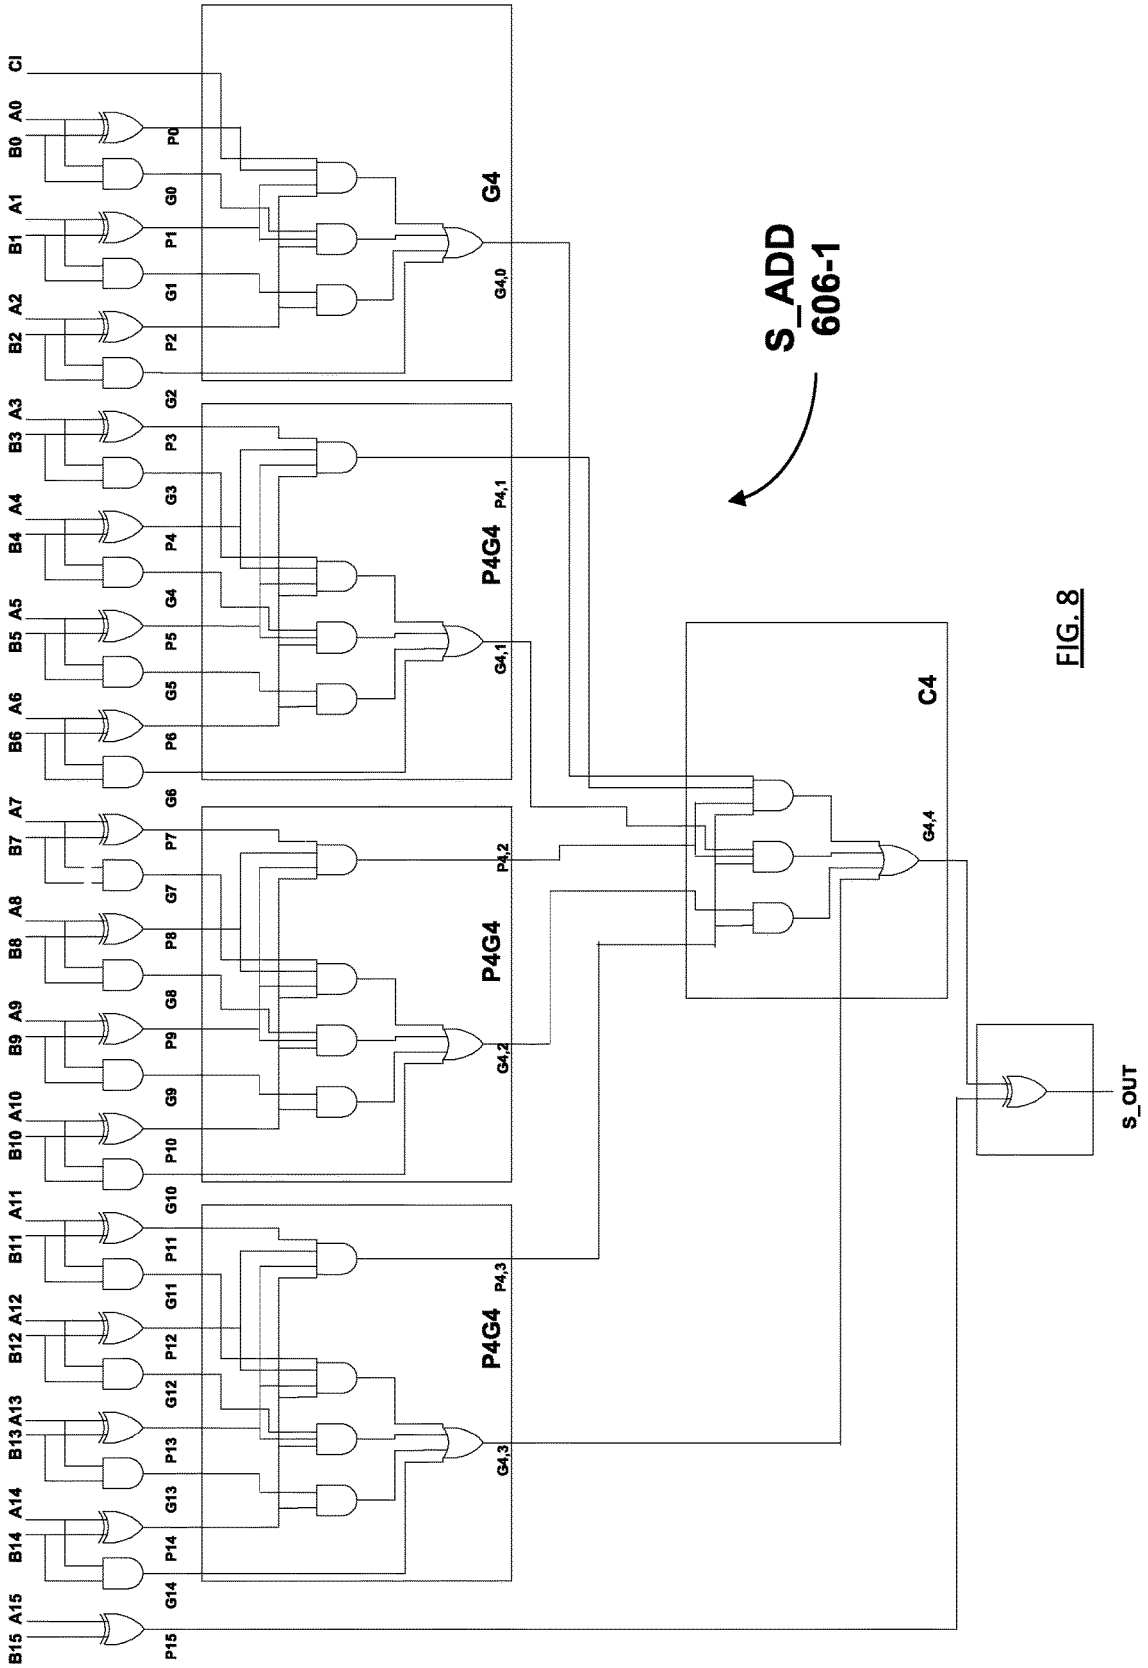 CI
A0
B0
A1
B1
A2
B2
A3
B3
A4
B4
A5
B5
A6
B6
A7
B7
A8
B8
A9
B9
A10
B10
A11
B11
A12
B12
A13
B13
A14
B14
A15
B15
P0
G0
P1
G1
P2
G2
P3
G3
P4
G4
P5
G5
P6
G6
P7
G7
P8
G8
P9
G9
P10
G10
P11
G11
P12
G12
P13
G13
P14
G14
P15
G4
G4,0
P4G4
P4,1
G4,1
P4G4
P4,2
G4,2
P4G4
P4,3
G4,3
S_ADD
606-1
C4
G4,4
S_OUT
FIG. 8